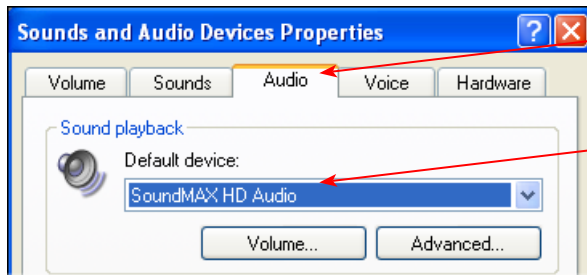 Sounds and Audio Devices Properties
Volume Sounds Audio Voice Hardware
Sound playback
Default device:
SoundMAX HD Audio
Volume... Advanced...